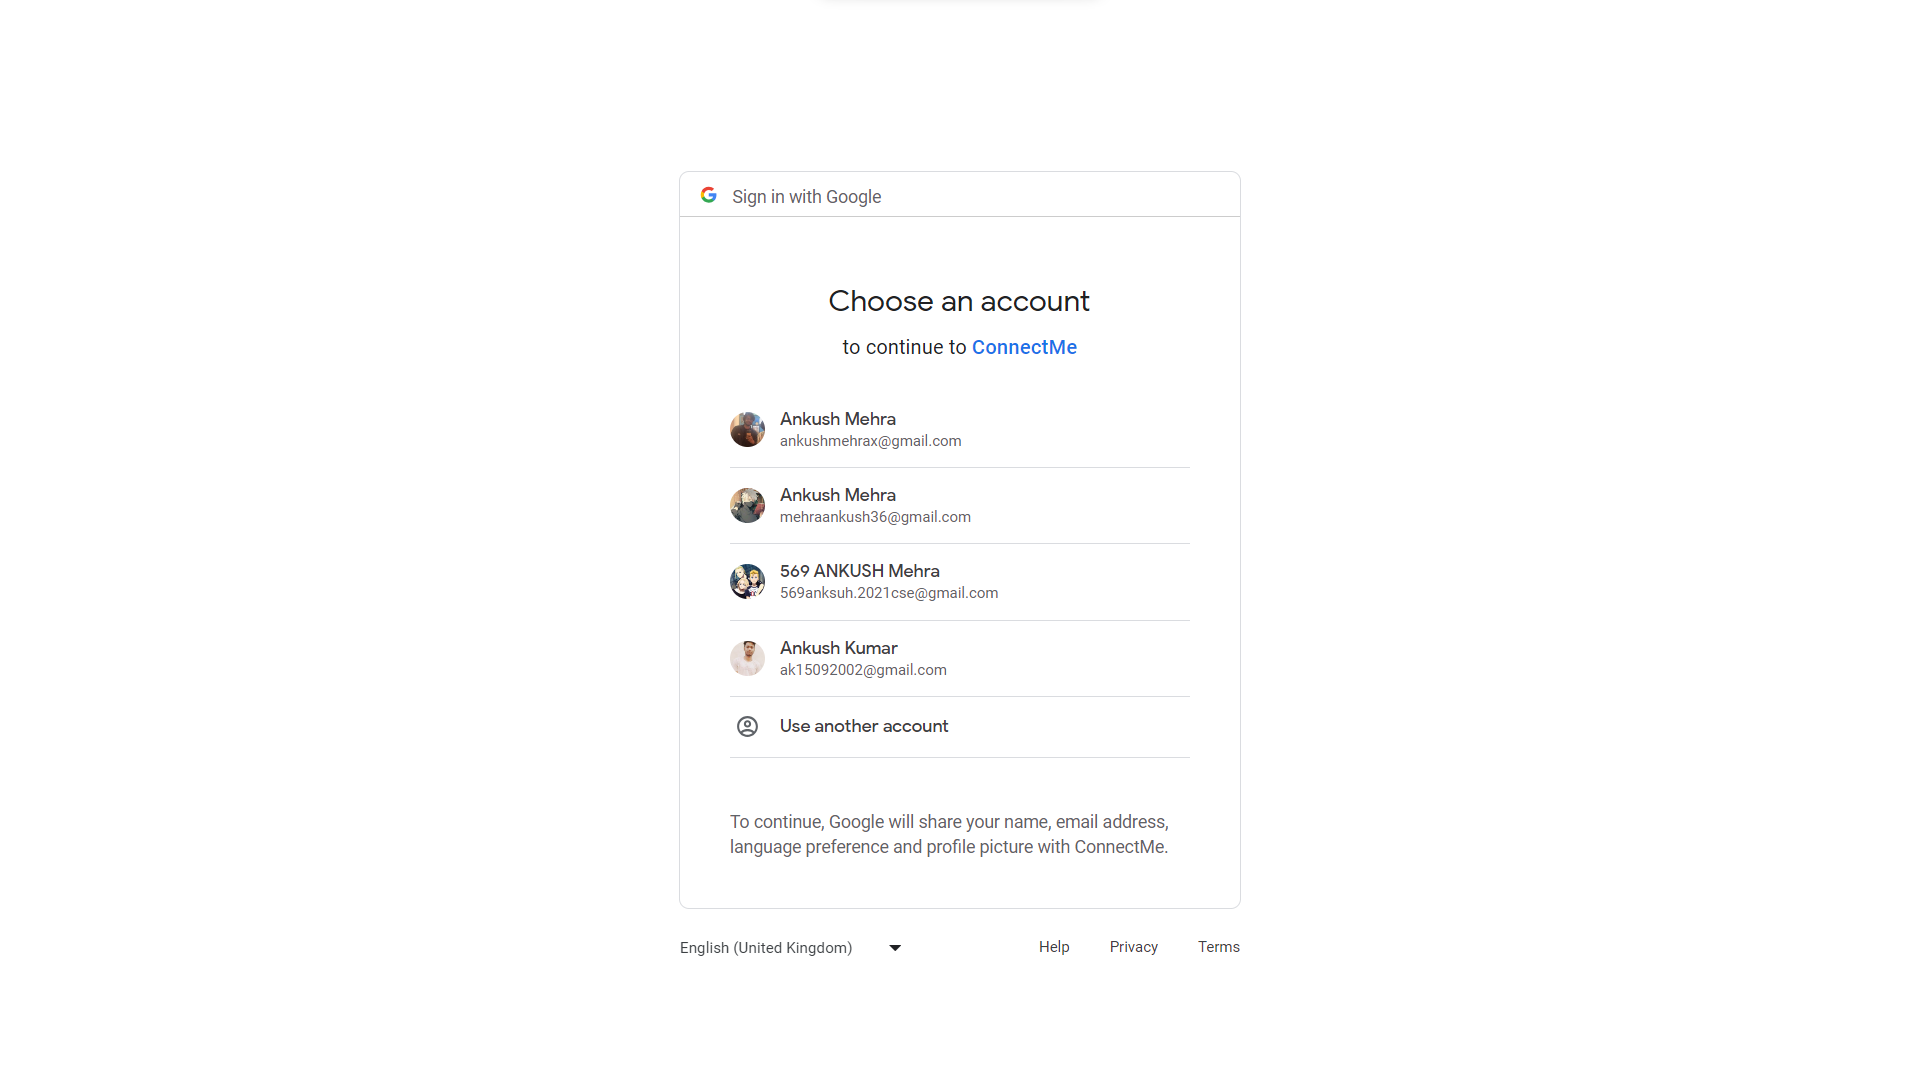 Sign in with Google
Choose an account
to continue to ConnectMe
Ankush Mehra
ankushmehrax@gmail.com
Ankush Mehra
mehraankush36@gmail.com
569 ANKUSH Mehra
569anksuh.2021cse@gmail.com
Ankush Kumar
ak15092002@gmail.com
Use another account
To continue, Google will share your name, email address,
language preference and profile picture with ConnectMe.
English (United Kingdom) Help Privacy Terms